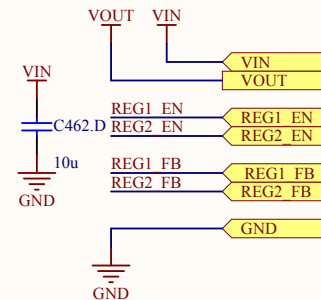 VOUT VIN
VIN
VOUT
VIN
C462.D
10u
GND
REG1_EN REG1_EN
REG2_EN REG2_EN
REG1_FB REG1_FB
REG2_FB REG2_FB
GND
GND